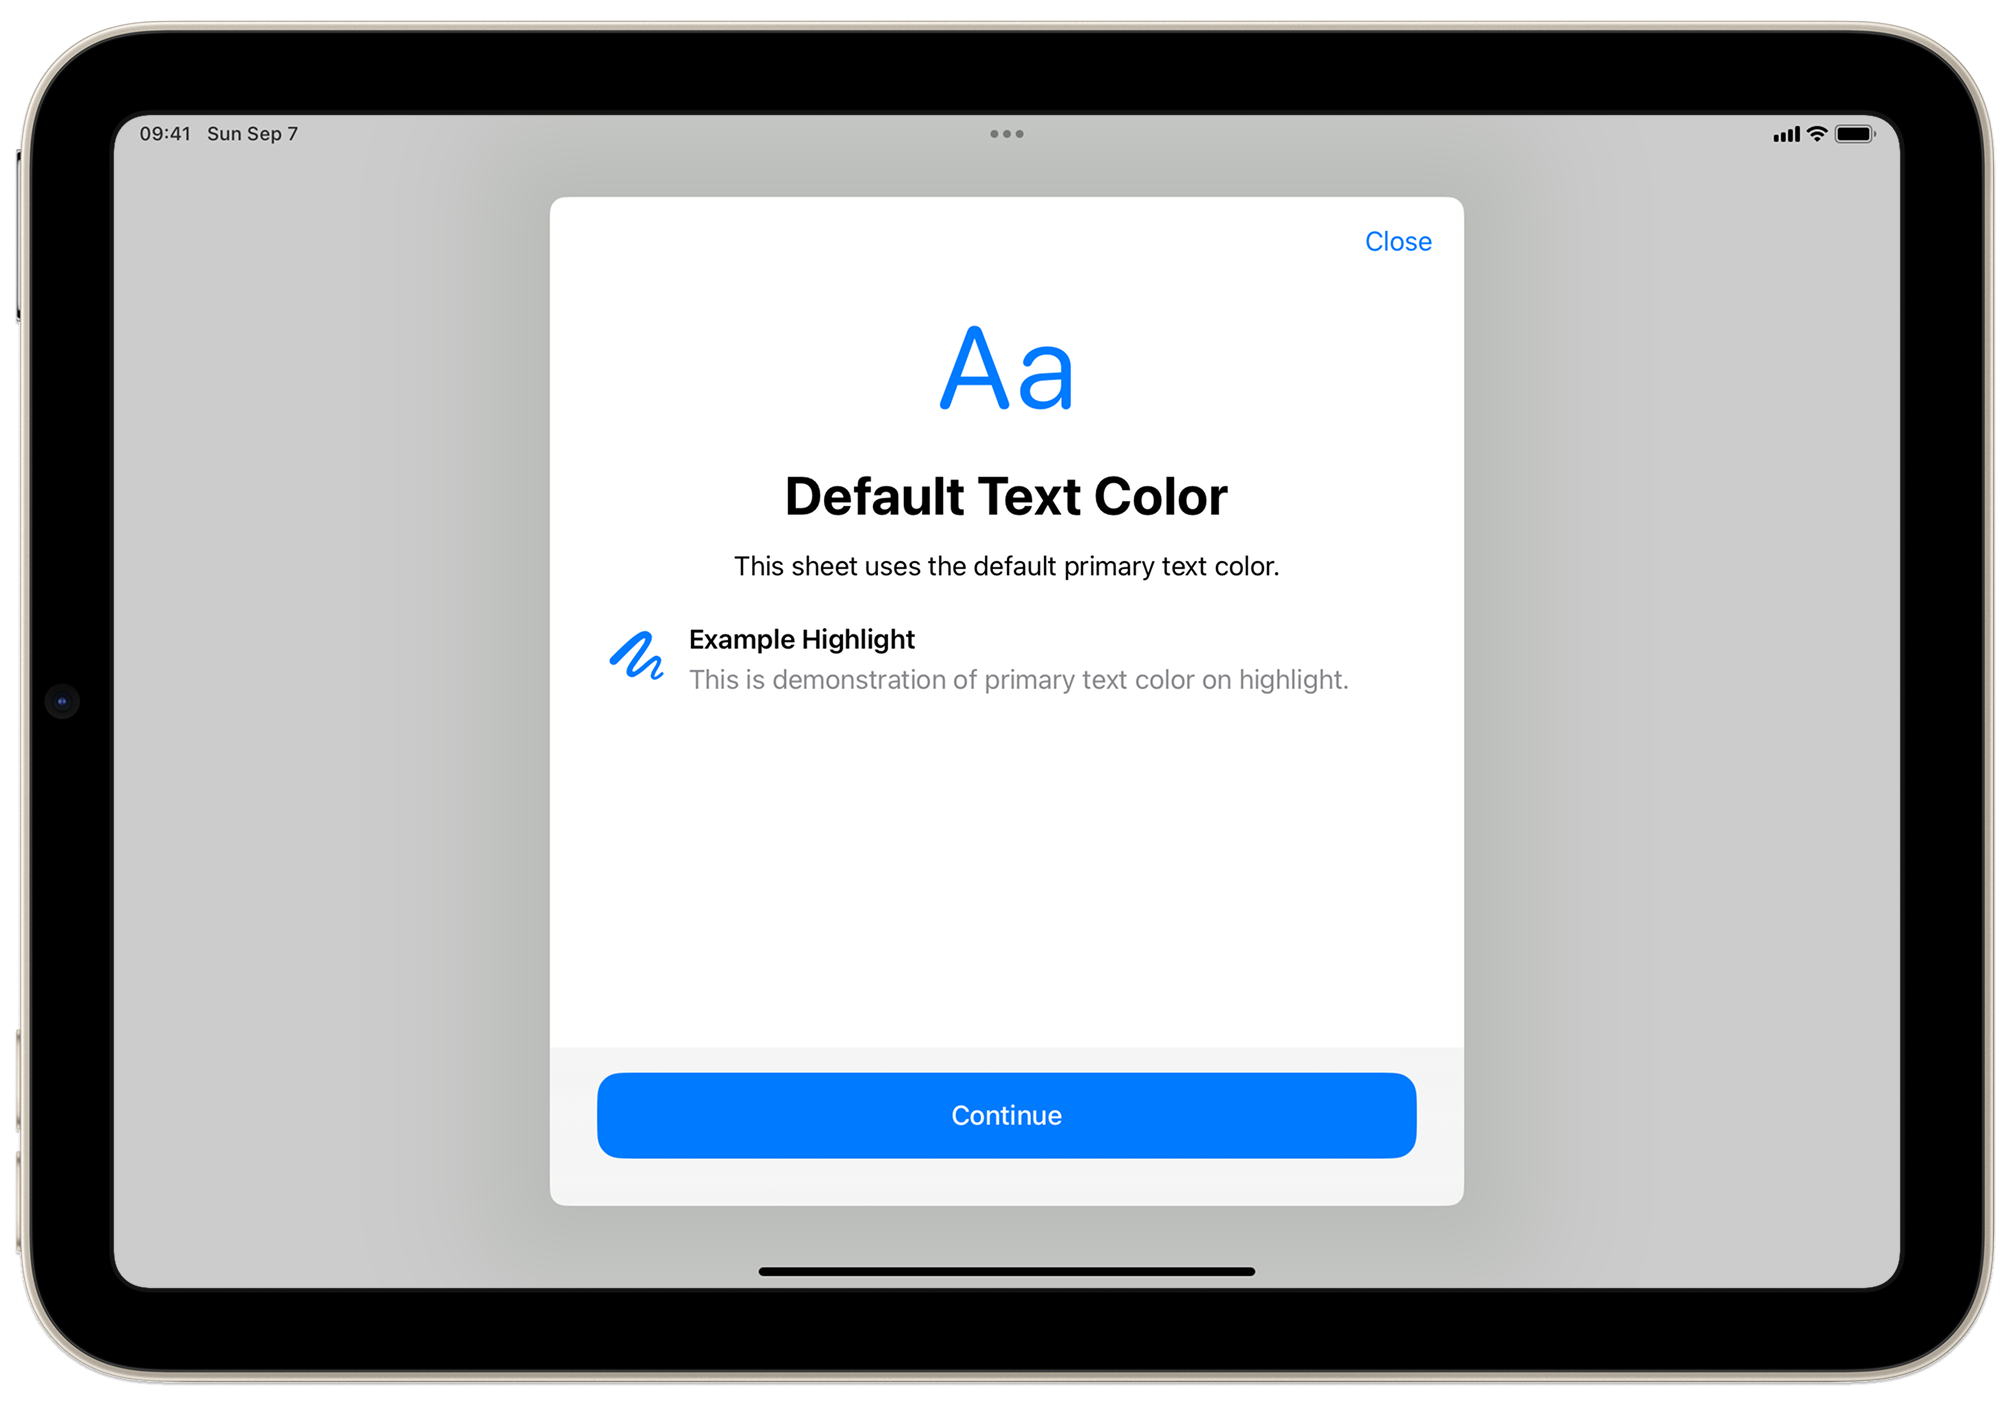 09:41 Sun Sep 7
Close
Aa
Default Text Color
This sheet uses the default primary text color.
Example Highlight
This is demonstration of primary text color on highlight.
Continue